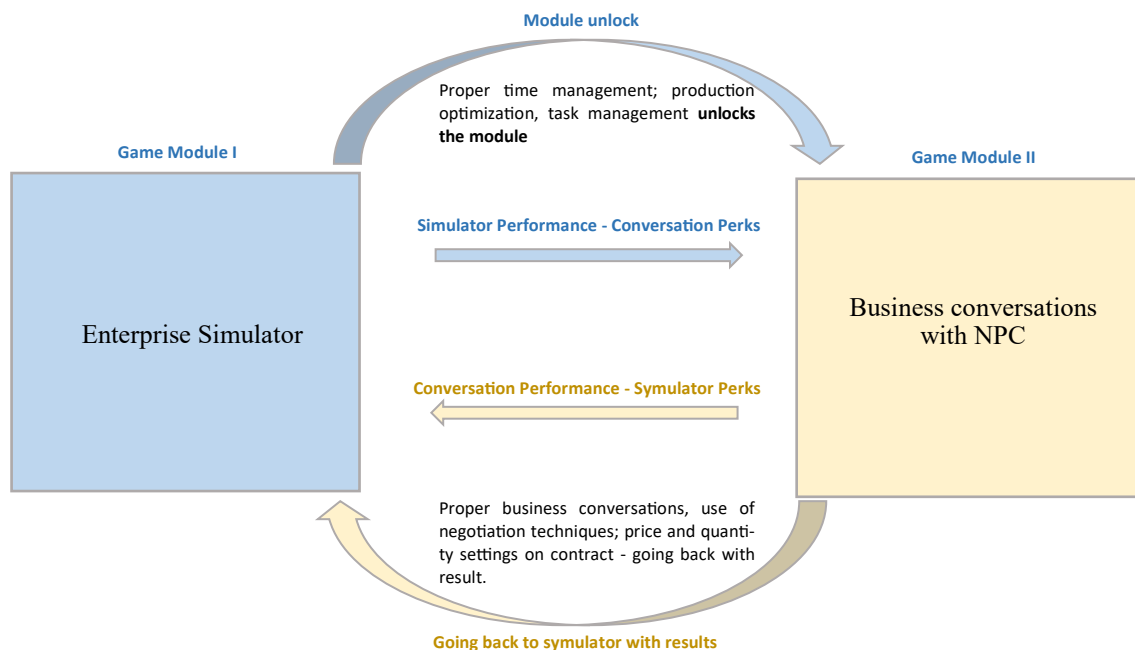 Module unlock
Proper time management; production
optimization, task management unlocks
the module
Game Module I
Game Module II
Simulator Performance - Conversation Perks
Enterprise Simulator
Business conversations
with NPC
Conversation Performance - Symulator Perks
Proper business conversations, use of
negotiation techniques; price and quanti-
ty settings on contract - going back with
result.
Going back to symulator with results